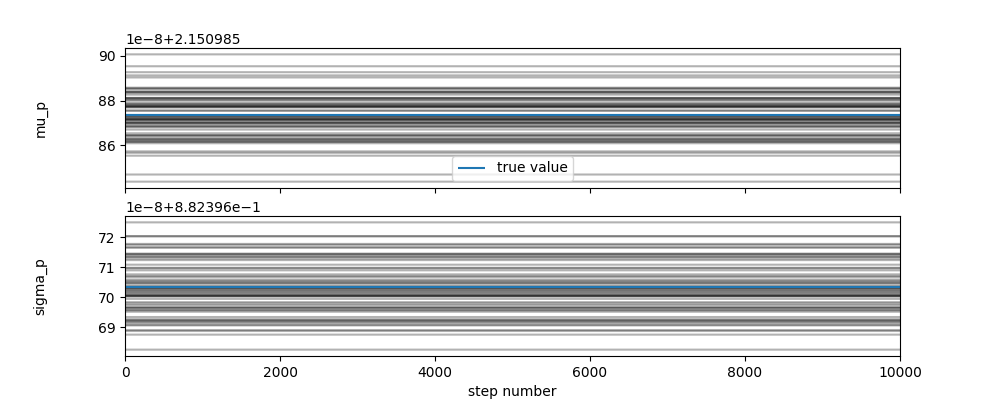 1e−8+2.150985
90
88
86
mu_p
true value
1e−8+8.82396e−1
72
71
70
69
sigma_p
0 2000 4000 6000 8000 10000
step number